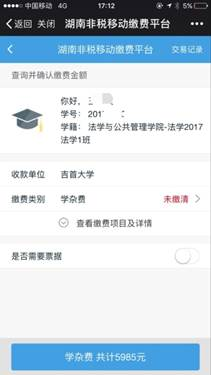 中国移动 4G 17:12
返回 关闭 湖南非税移动缴费平台
湖南非税移动缴费平台 交易记录
查询并确认缴费金额
你好，
学号：201
学籍： 法学与公共管理学院-法学2017
法学1班
收款单位 吉首大学
缴费类别 学杂费 未缴清
查看缴费项目及详情
是否需要票据
学杂费 共计5985元